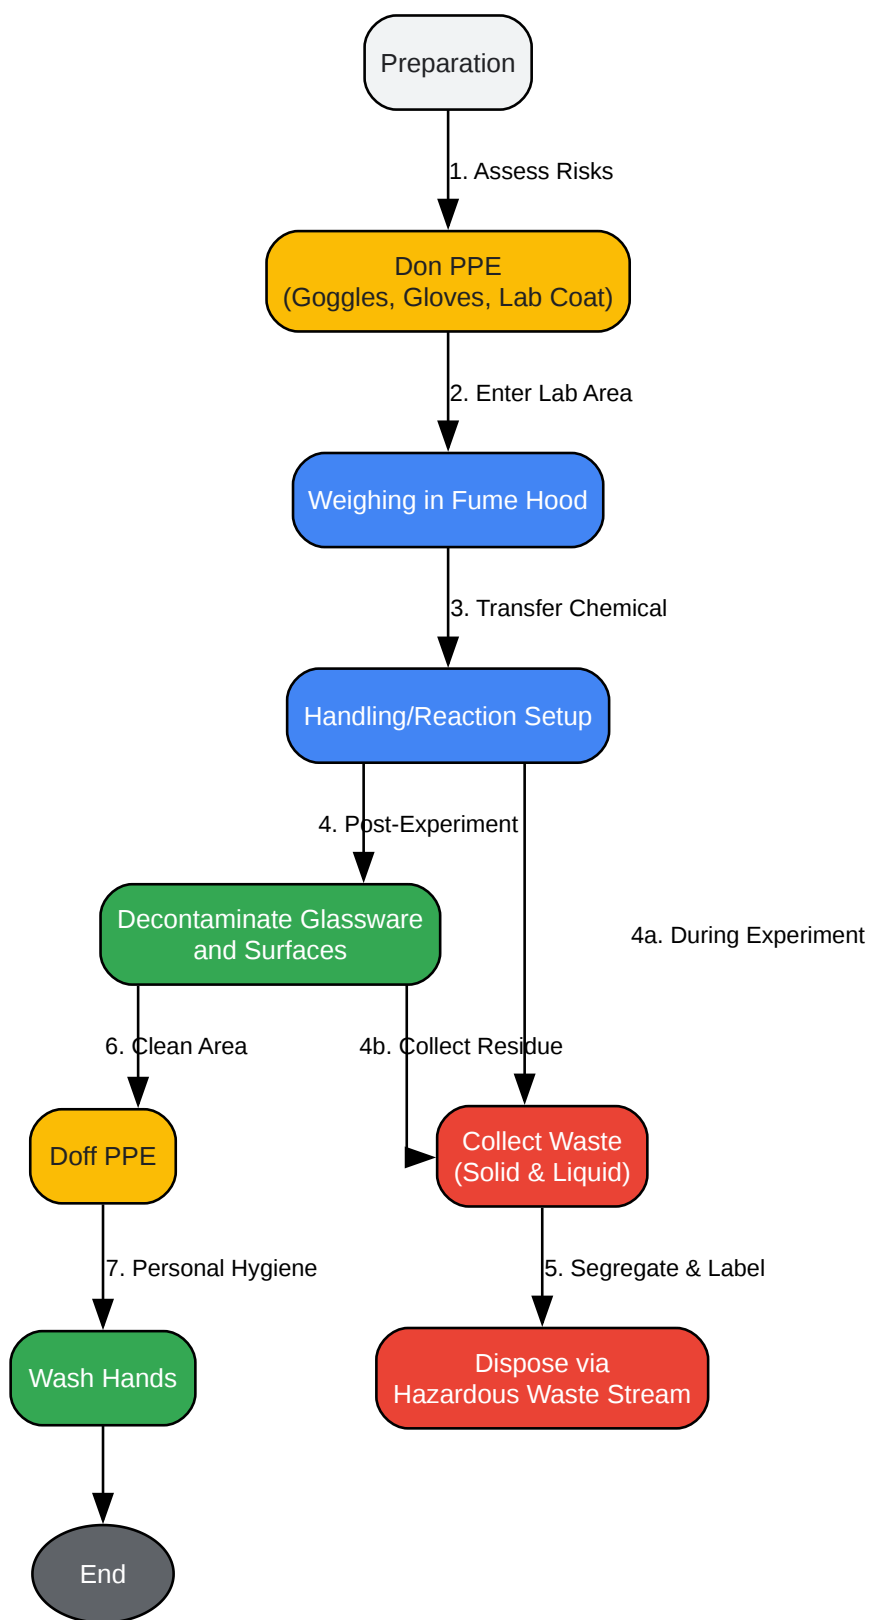 Preparation
1. Assess Risks
Don PPE
(Goggles, Gloves, Lab Coat)
2. Enter Lab Area
Weighing in Fume Hood
3. Transfer Chemical
Handling/Reaction Setup
4. Post-Experiment
Decontaminate Glassware
and Surfaces
4a. During Experiment
6. Clean Area
4b. Collect Residue
Doff PPE
Collect Waste
(Solid & Liquid)
7. Personal Hygiene
5. Segregate & Label
Wash Hands
Dispose via
Hazardous Waste Stream
End